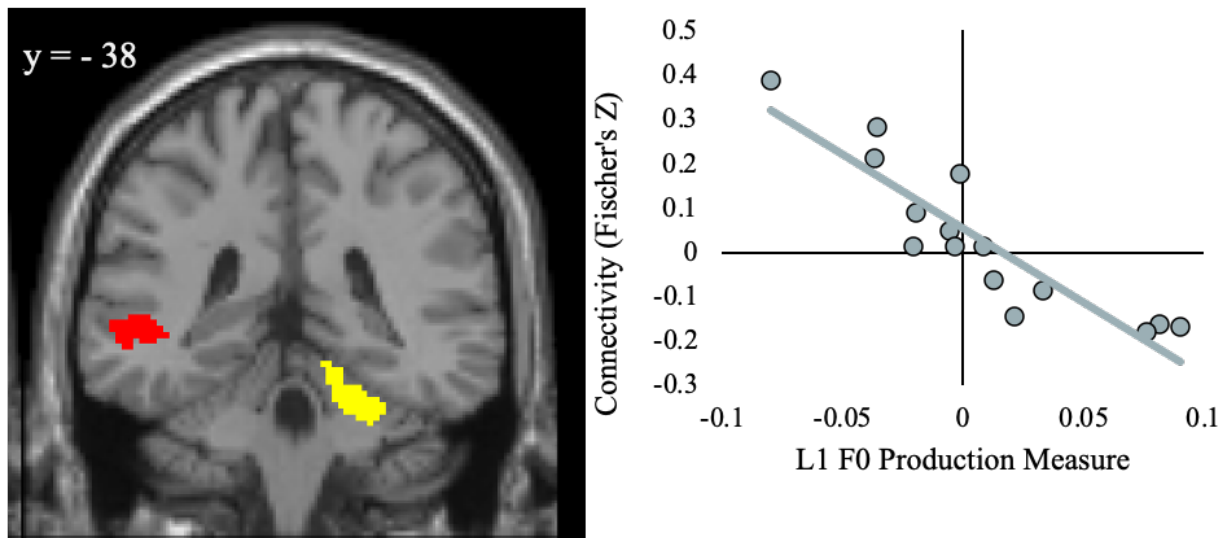 y = - 38
Connectivity (Fischer's Z)
0.5
0.4
0.3
0.2
0.1
0
-0.1
-0.2
-0.3
-0.1 -0.05 0 0.05 0.1
L1 F0 Production Measure